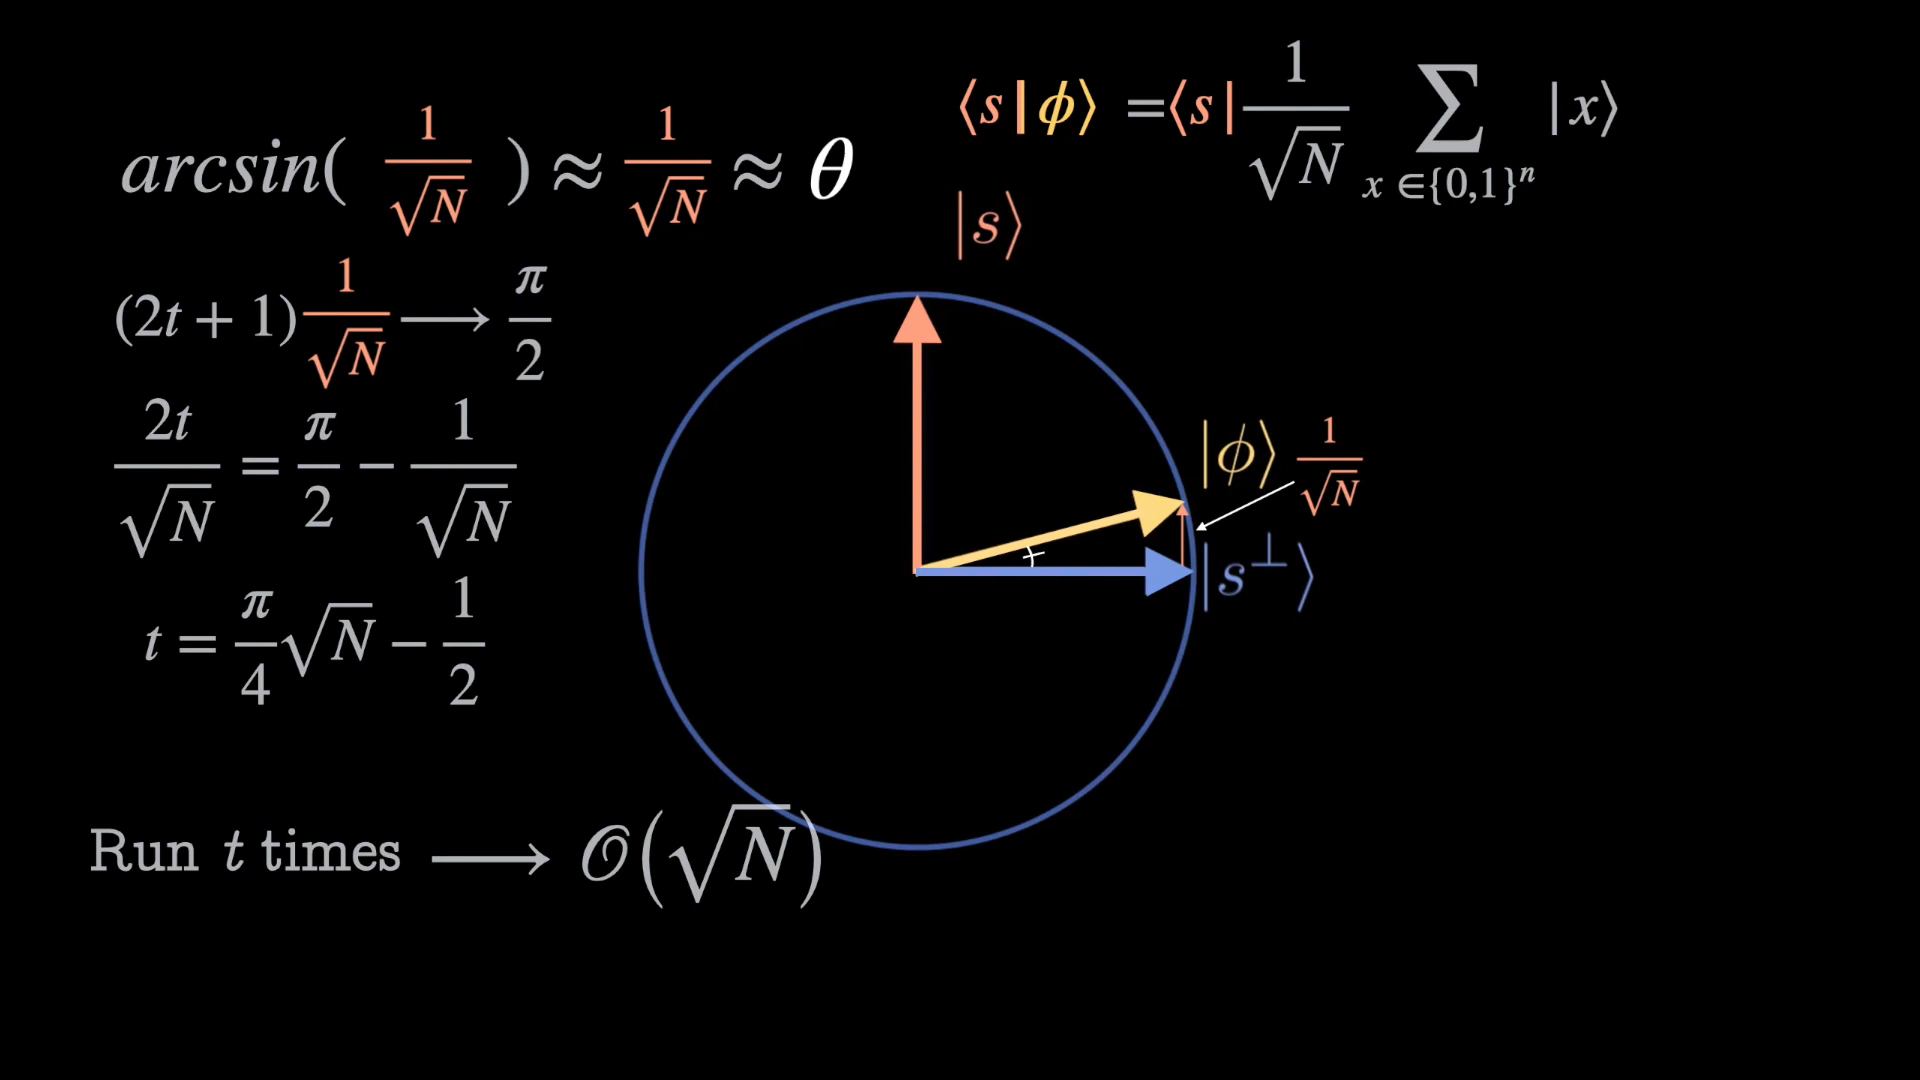 arcsin( 1/√N ) ≈ 1/√N ≈ θ
⟨s|ϕ⟩ =⟨s| 1/√N ∑ x ∈{0,1}ⁿ |x⟩
|s⟩
(2t + 1) 1/√N ⟶ π/2
2t/√N = π/2 − 1/√N
|ϕ⟩ 1/√N
|s⊥⟩
t = π/4 √N − 1/2
Run t times ⟶ 𝒪(√N)